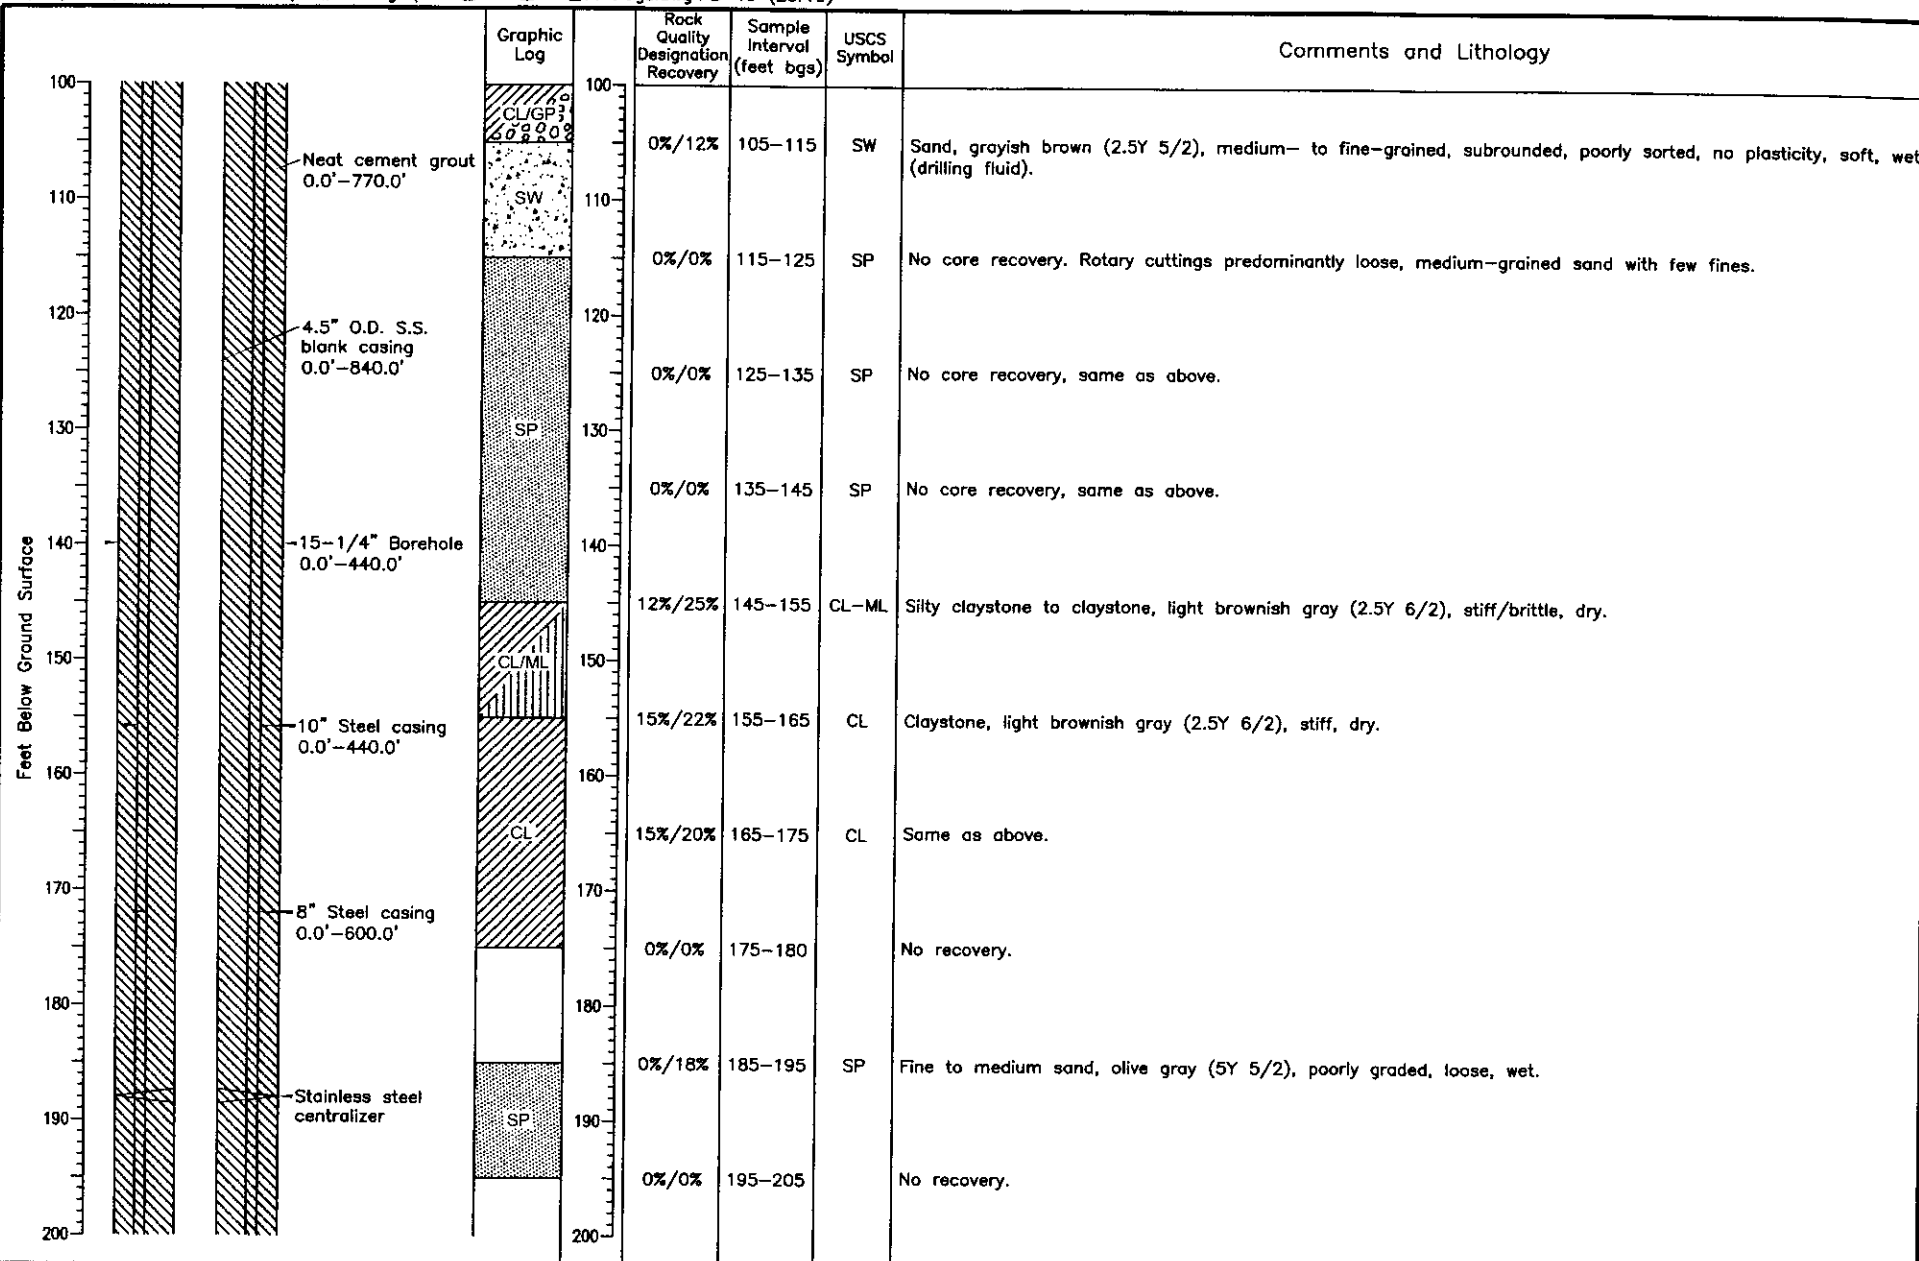 Graphic
Log
Rock
Quality
Designation
Recovery
Sample
Interval
(feet bgs)
USCS
Symbol
Comments and Lithology
Feet Below Ground Surface
100
110
120
130
140
150
160
170
180
190
200
Neat cement grout
0.0'-770.0'
4.5" O.D. S.S.
blank casing
0.0'-840.0'
15-1/4" Borehole
0.0'-440.0'
10" Steel casing
0.0'-440.0'
8" Steel casing
0.0'-600.0'
Stainless steel
centralizer
CL/GP
SW
SP
CL/ML
CL
SP
100
110
120
130
140
150
160
170
180
190
200
0%/12% 105-115 SW Sand, grayish brown (2.5Y 5/2), medium- to fine-grained, subrounded, poorly sorted, no plasticity, soft, wet
(drilling fluid).
0%/0% 115-125 SP No core recovery. Rotary cuttings predominantly loose, medium-grained sand with few fines.
0%/0% 125-135 SP No core recovery, same as above.
0%/0% 135-145 SP No core recovery, same as above.
12%/25% 145-155 CL-ML Silty claystone to claystone, light brownish gray (2.5Y 6/2), stiff/brittle, dry.
15%/22% 155-165 CL Claystone, light brownish gray (2.5Y 6/2), stiff, dry.
15%/20% 165-175 CL Same as above.
0%/0% 175-180 No recovery.
0%/18% 185-195 SP Fine to medium sand, olive gray (5Y 5/2), poorly graded, loose, wet.
0%/0% 195-205 No recovery.